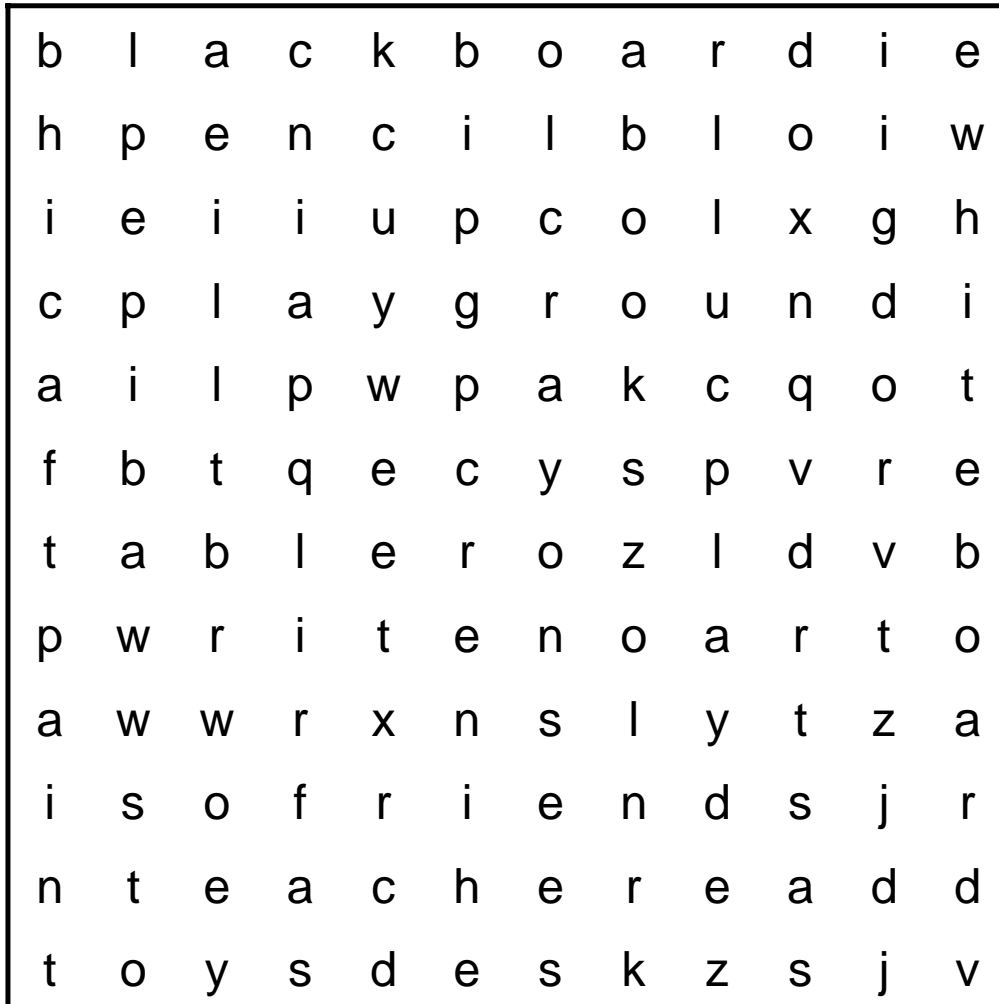 b l a c k b o a r d i e
h p e n c i l b l o i w
i e i i u p c o l x g h
c p l a y g r o u n d i
a i l p w p a k c q o t
f b t q e c y s p v r e
t a b l e r o z l d v b
p w r i t e n o a r t o
a w w r x n s l y t z a
i s o f r i e n d s j r
n t e a c h e r e a d d
t o y s d e s k z s j v